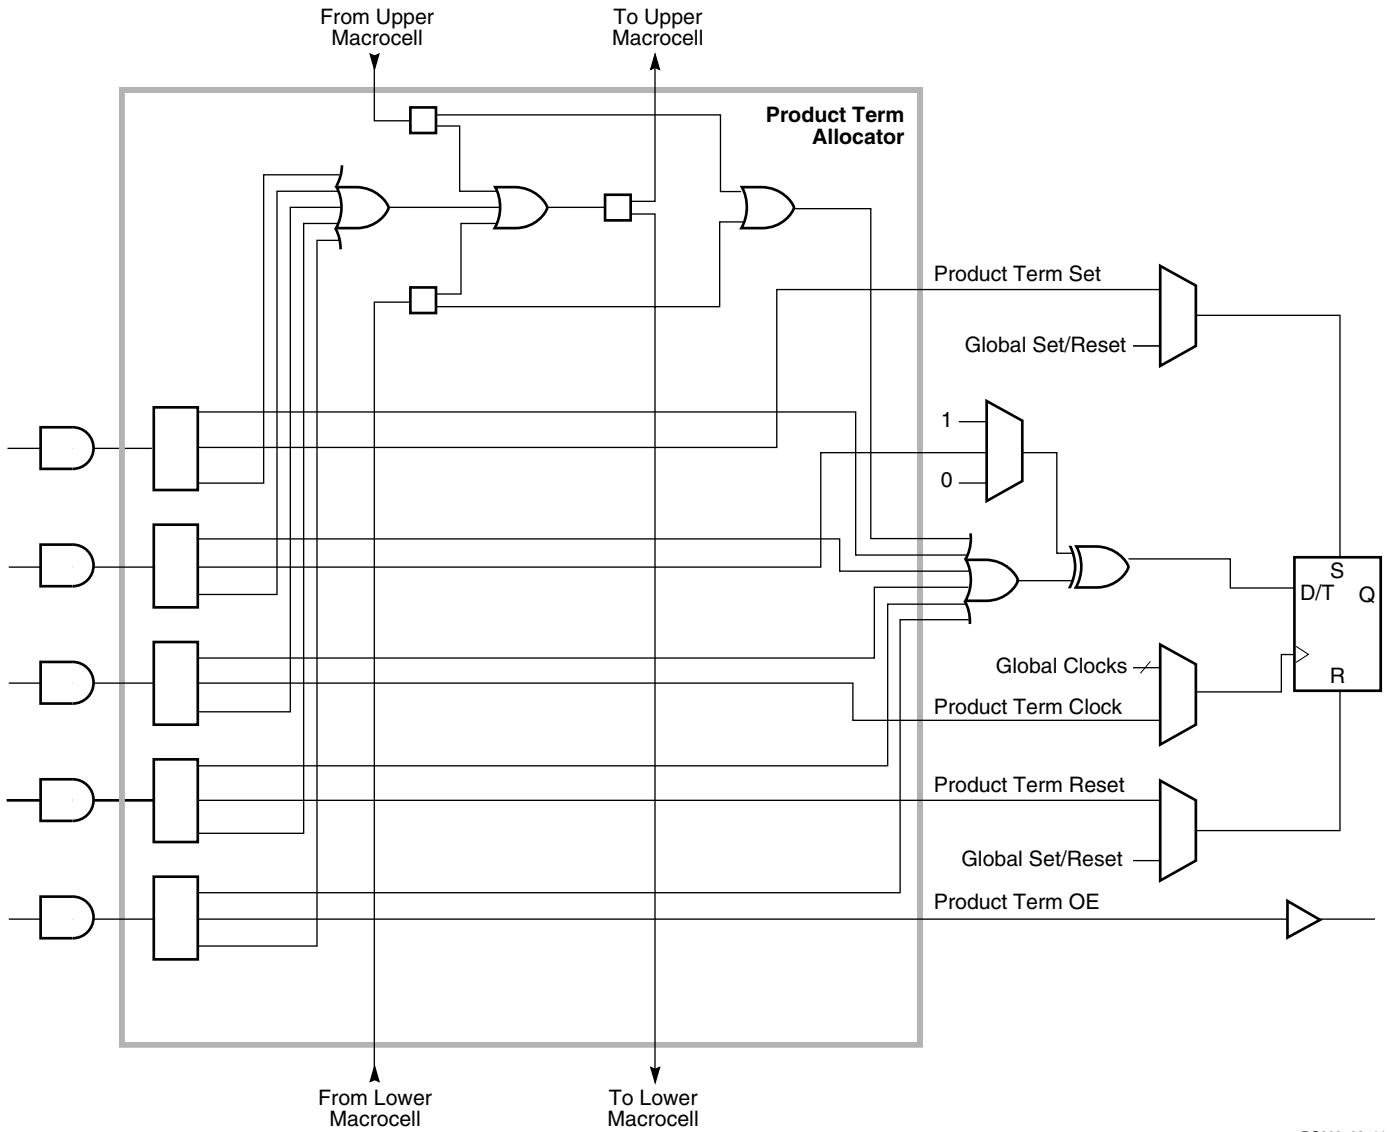 From Upper
Macrocell
To Upper
Macrocell
Product Term
Allocator
Product Term Set
Global Set/Reset
1
0
S
D/T
Q
R
Global Clocks
Product Term Clock
Product Term Reset
Global Set/Reset
Product Term OE
From Lower
Macrocell
To Lower
Macrocell